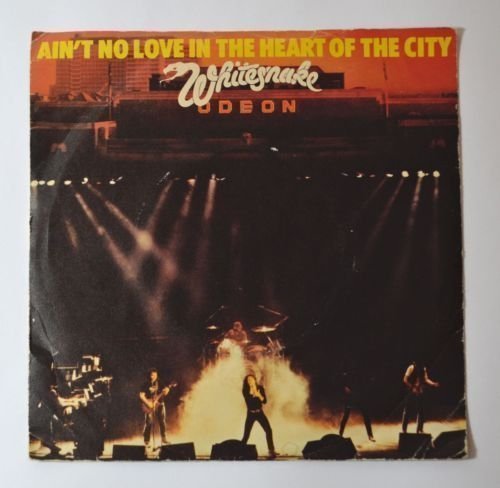 AIN'T NO LOVE IN THE HEART OF THE CITY
Whitesnake
ODEON